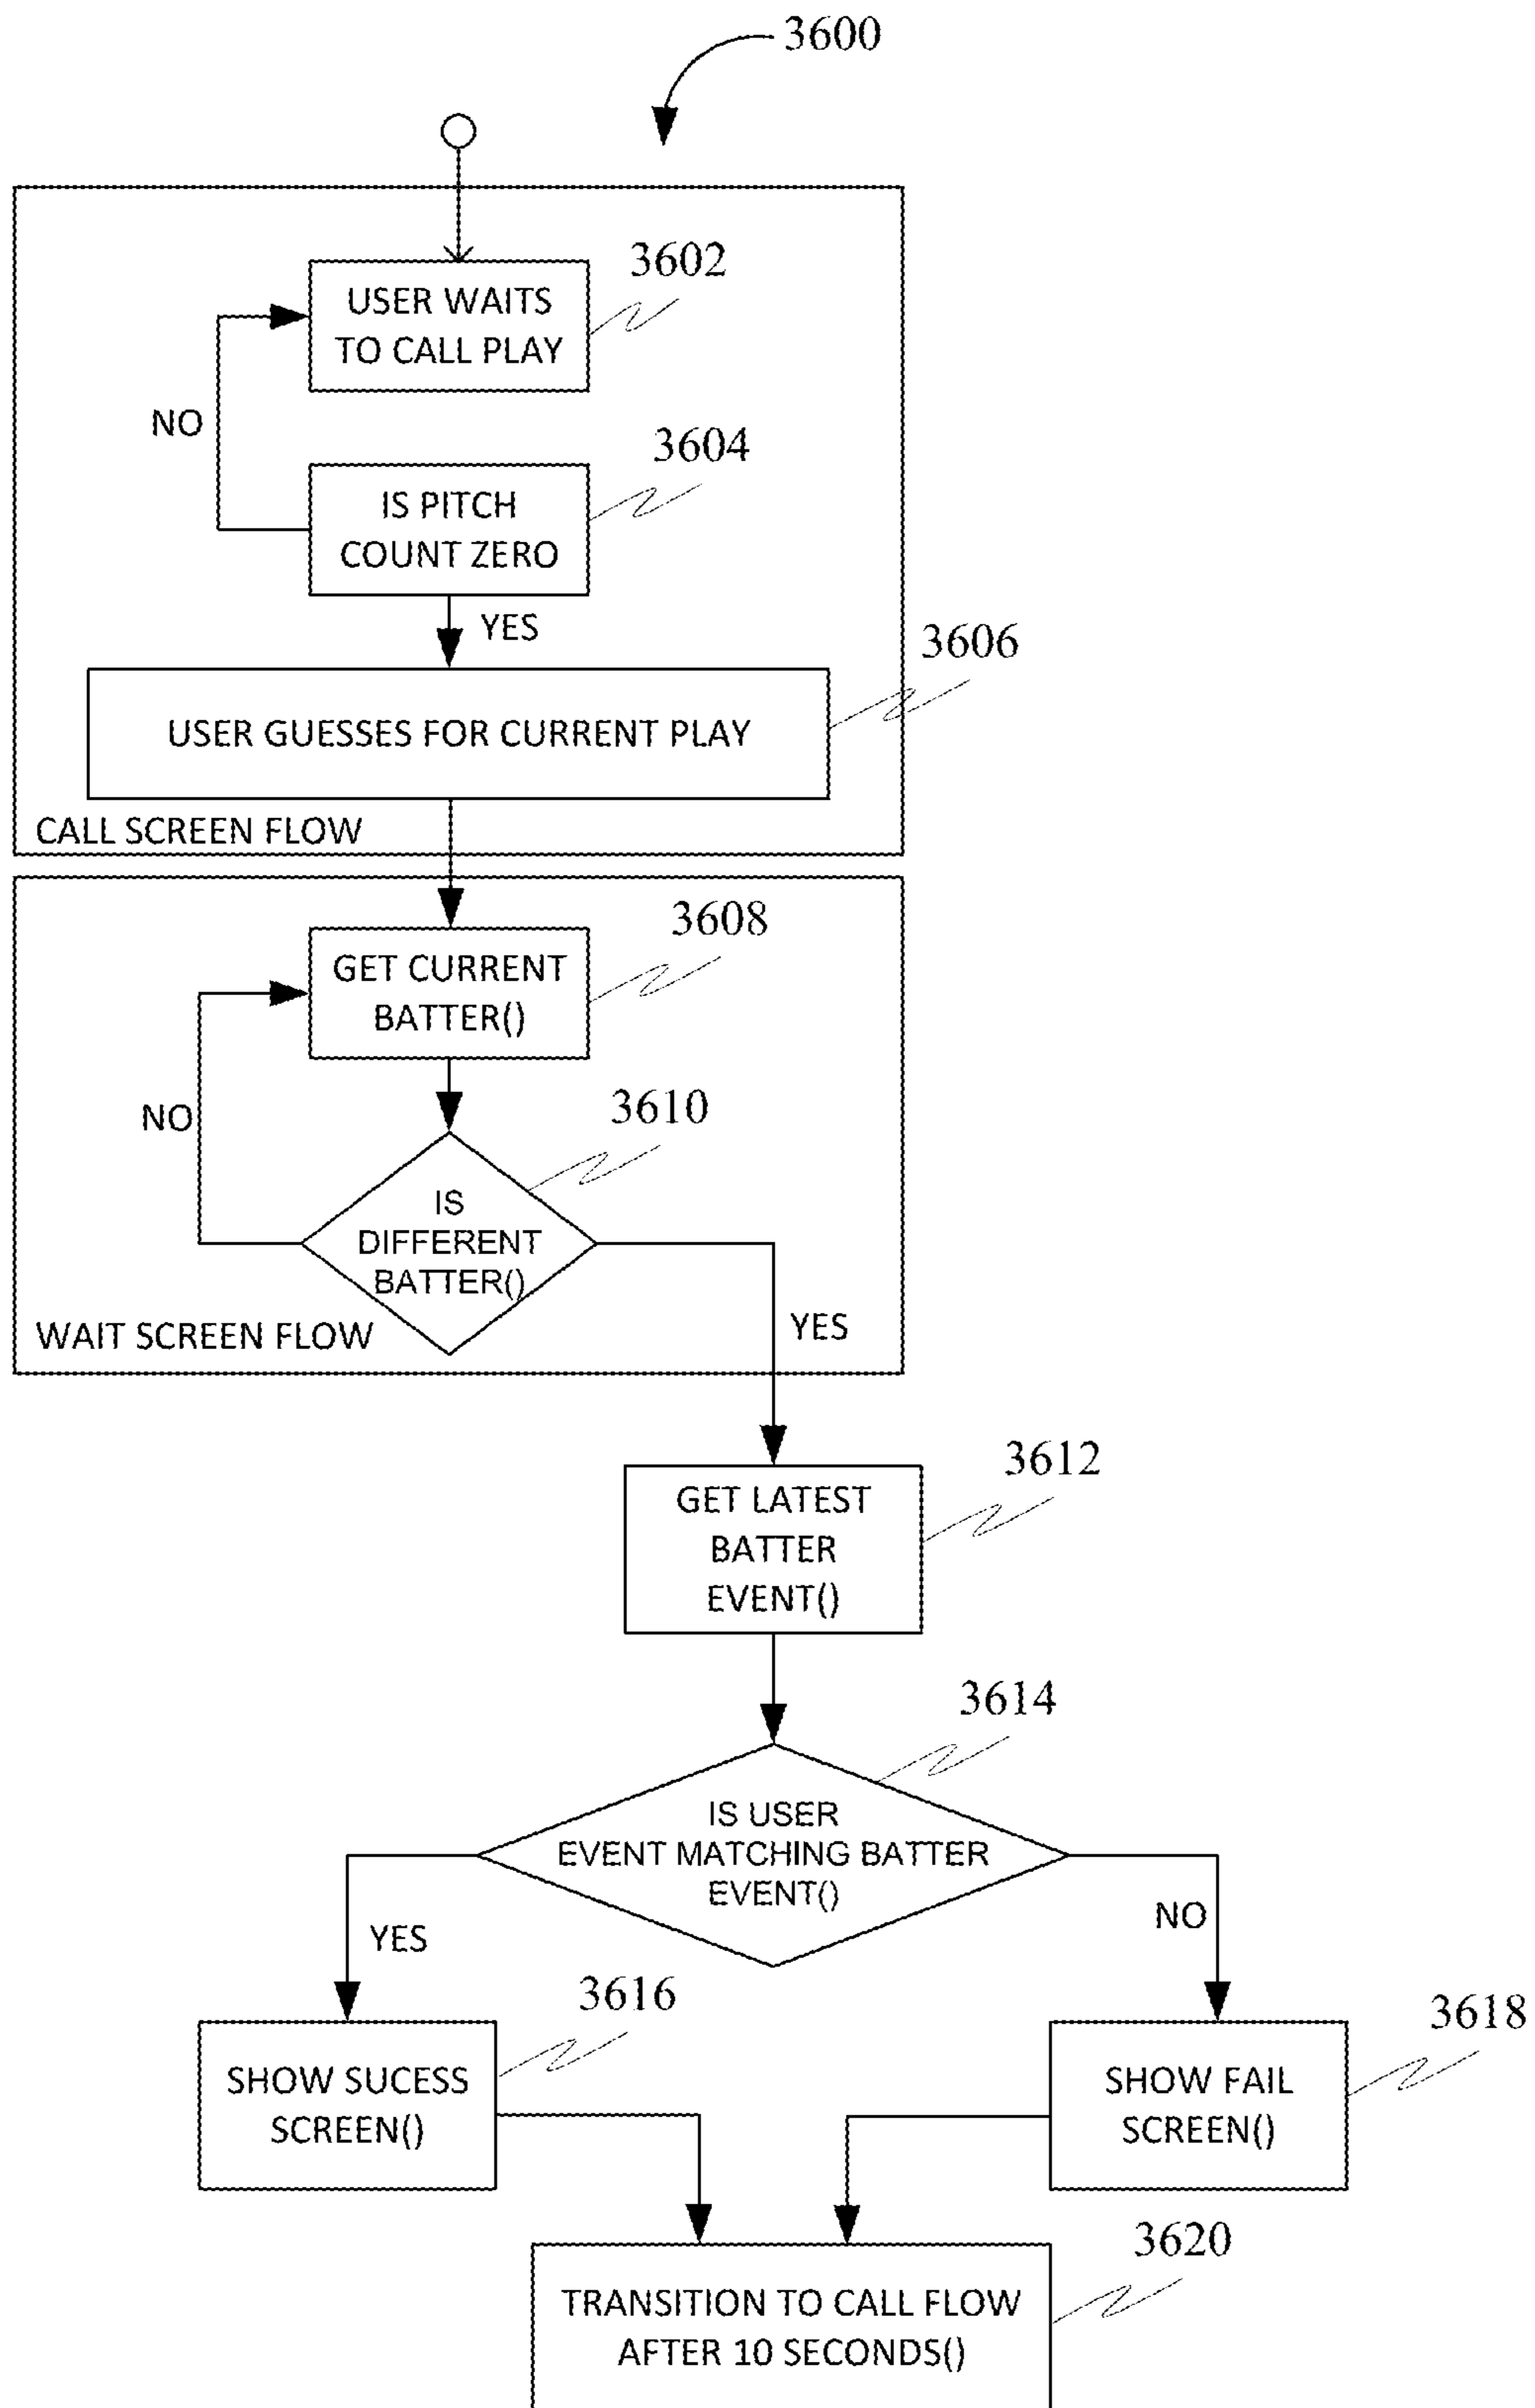 3600
3602
USER WAITS
TO CALL PLAY
NO
3604
IS PITCH
COUNT ZERO
YES
3606
USER GUESSES FOR CURRENT PLAY
CALL SCREEN FLOW
3608
GET CURRENT
BATTER()
NO
3610
IS
DIFFERENT
BATTER()
YES
WAIT SCREEN FLOW
3612
GET LATEST
BATTER
EVENT()
3614
IS USER
EVENT MATCHING BATTER
EVENT()
YES
NO
3616
SHOW SUCESS
SCREEN()
3618
SHOW FAIL
SCREEN()
3620
TRANSITION TO CALL FLOW
AFTER 10 SECONDS()